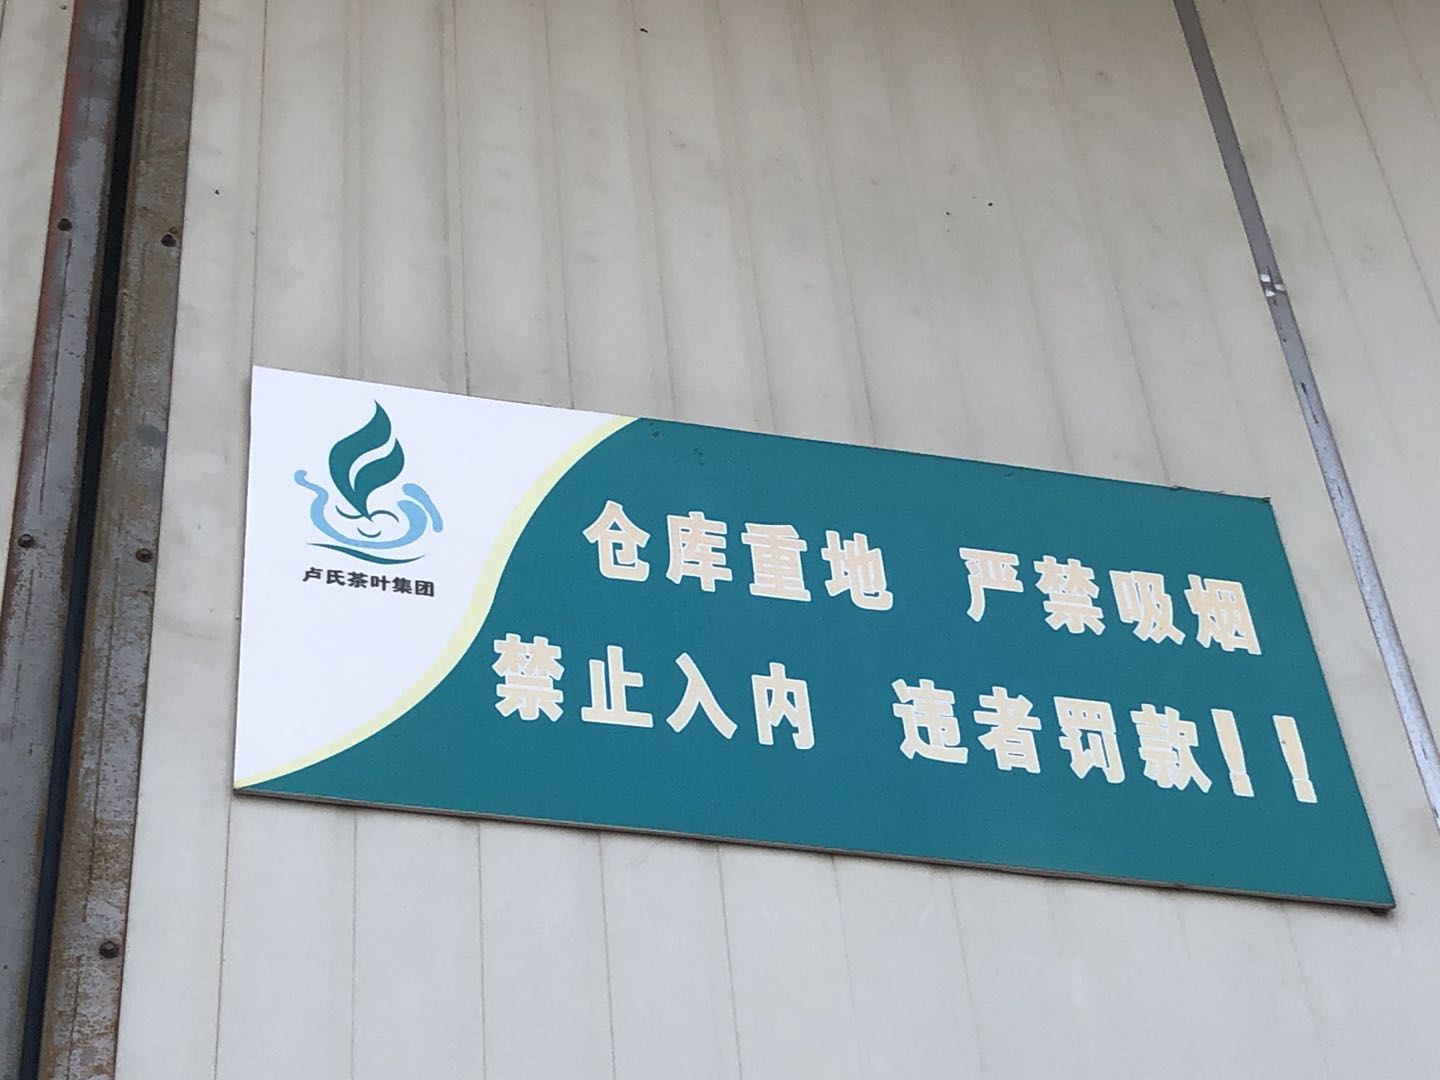 卢氏茶叶集团
仓库重地 严禁吸烟
禁止入内 违者罚款！！